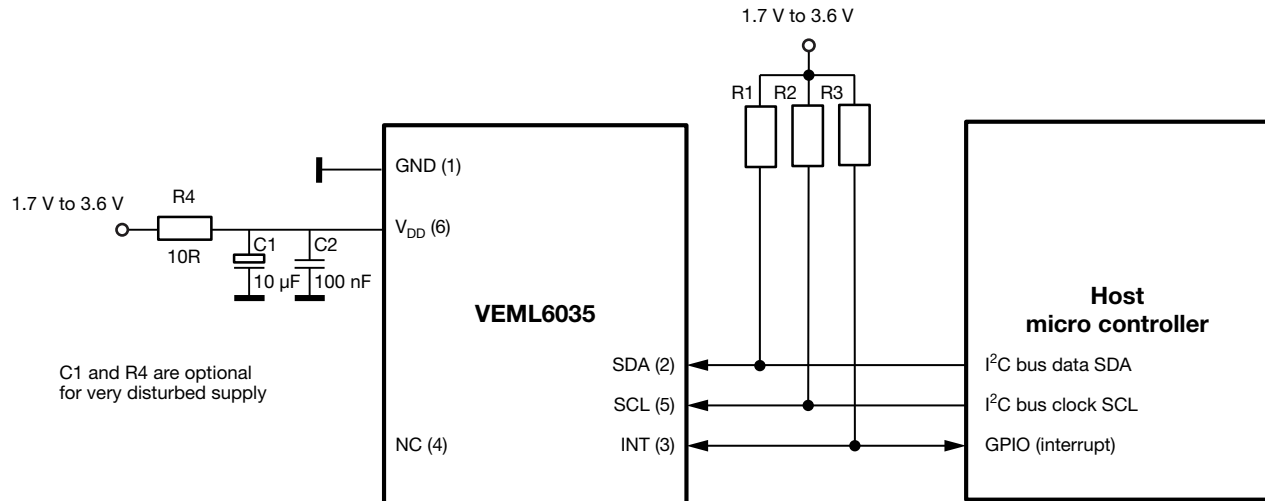 1.7 V to 3.6 V
R1
R2
R3
GND (1)
R4
1.7 V to 3.6 V
V_DD (6)
10R
C1
C2
10 µF
100 nF
VEML6035
Host
micro controller
C1 and R4 are optional
for very disturbed supply
SDA (2)
I²C bus data SDA
SCL (5)
I²C bus clock SCL
NC (4)
INT (3)
GPIO (interrupt)